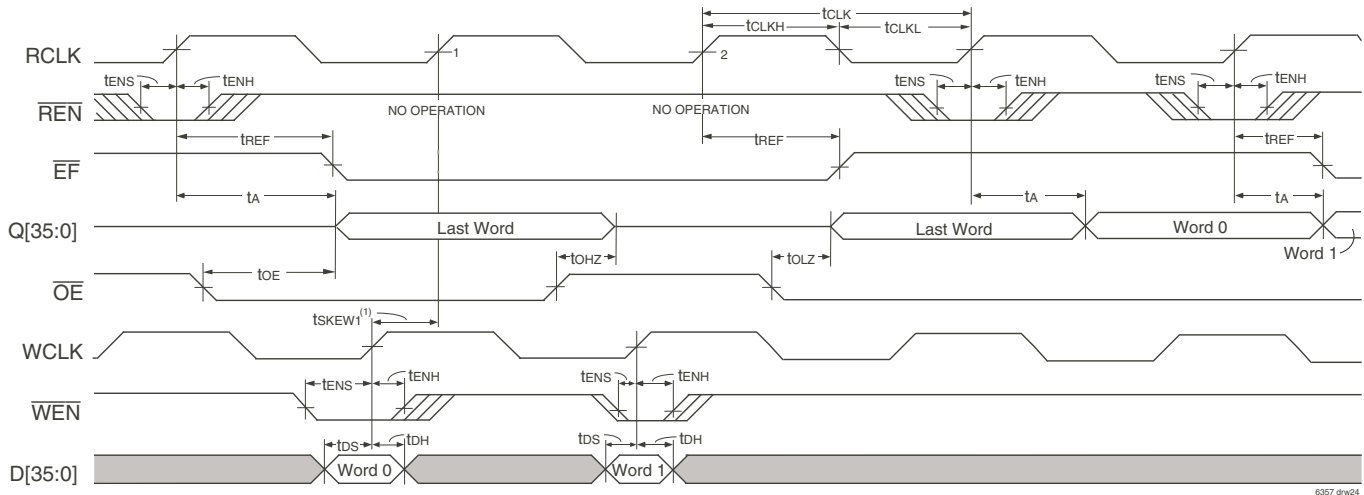 tCLK
tCLKH tCLKL
RCLK 1 2
tENS tENH tENS tENH tENS tENH
REN NO OPERATION NO OPERATION
tREF tREF tREF
EF
tA tA tA
Q[35:0] Last Word Last Word Word 0 Word 1
tOE tOHZ tOLZ
OE
tSKEW1(1)
WCLK
tENS tENH tENS tENH
WEN
tDS tDH tDS tDH
D[35:0] Word 0 Word 1
6357 drw24